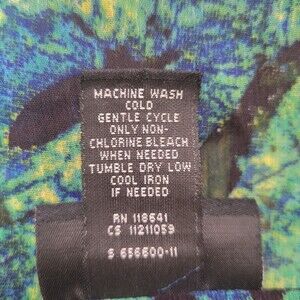 MACHINE WASH
COLD
GENTLE CYCLE
ONLY NON-
CHLORINE BLEACH
WHEN NEEDED
TUMBLE DRY LOW
COOL IRON
IF NEEDED
RN 118641
CS 11211059
S 656600-11